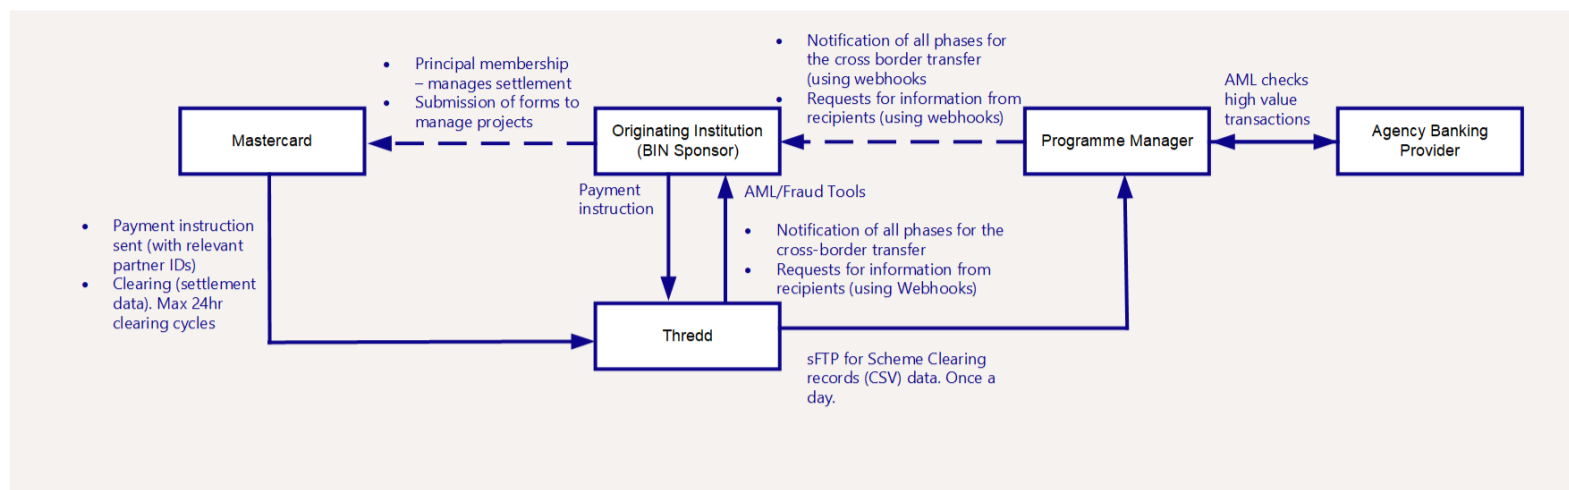 • Principal membership
– manages settlement
• Submission of forms to
manage projects
• Notification of all phases for
the cross border transfer
(using webhooks
• Requests for information from
recipients (using webhooks)
AML checks
high value
transactions
Mastercard
Originating Institution
(BIN Sponsor)
Programme Manager
Agency Banking
Provider
Payment
instruction
AML/Fraud Tools
• Payment instruction
sent (with relevant
partner IDs)
• Clearing (settlement
data). Max 24hr
clearing cycles
• Notification of all phases for the
cross-border transfer
• Requests for information from
recipients (using Webhooks)
Thredd
sFTP for Scheme Clearing
records (CSV) data. Once a
day.